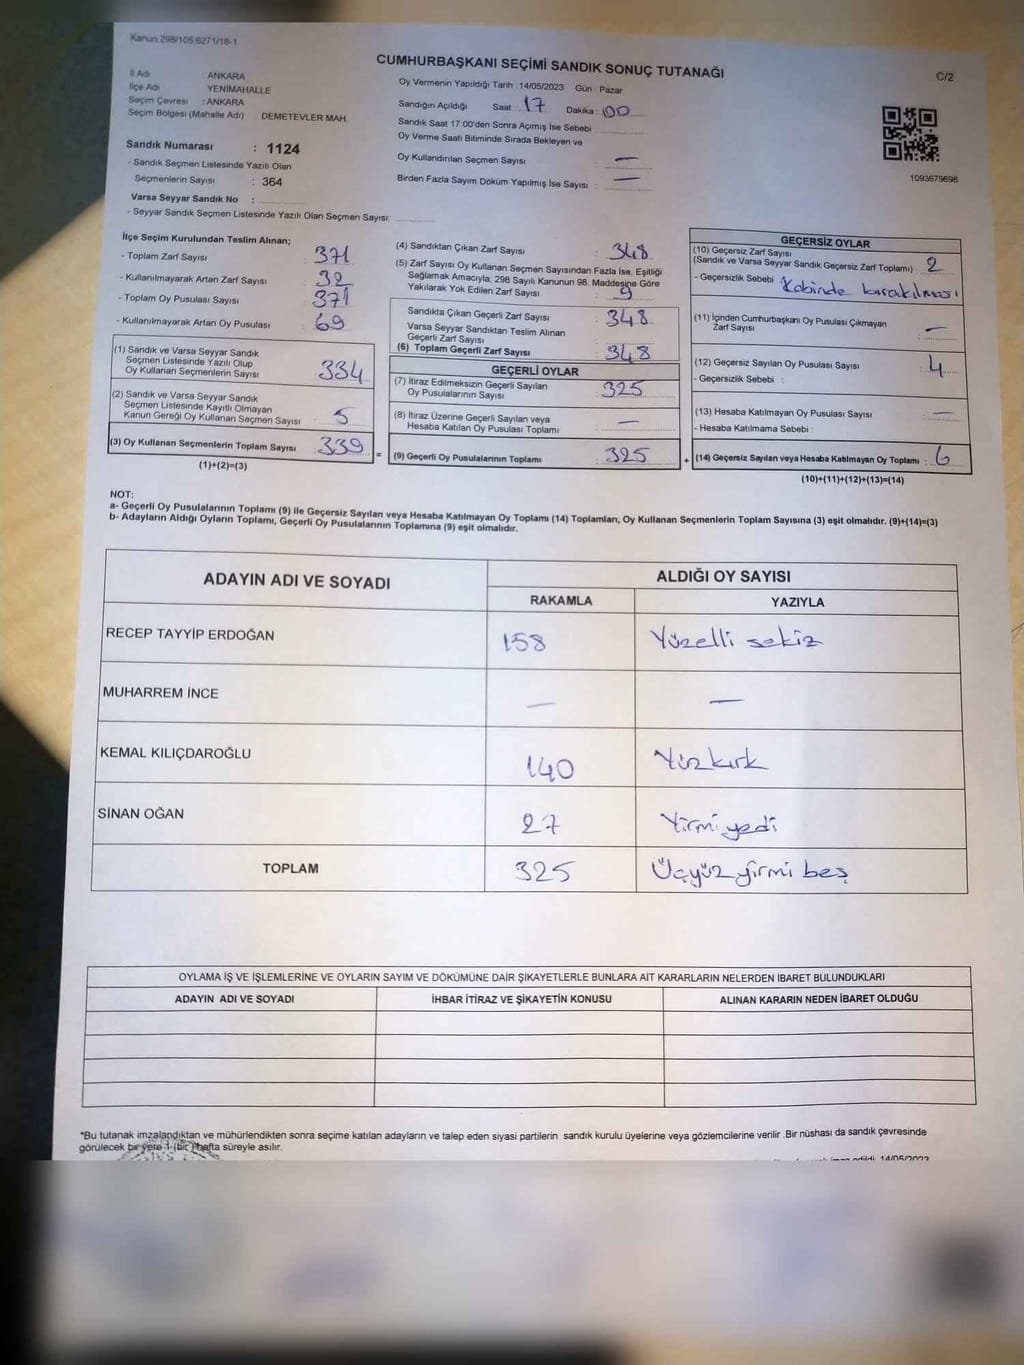 Kanun 298/105;6271/18-1
CUMHURBAŞKANI SEÇİMİ SANDIK SONUÇ TUTANAĞI
C/2
İl Adı : ANKARA
İlçe Adı YENİMAHALLE
Seçim Çevresi : ANKARA
Seçim Bölgesi (Mahalle Adı) DEMETEVLER MAH.
Sandık Numarası : 1124
- Sandık Seçmen Listesinde Yazılı Olan
Seçmenlerin Sayısı : 364
Varsa Seyyar Sandık No :
- Seyyar Sandık Seçmen Listesinde Yazılı Olan Seçmen Sayısı:
Oy Vermenin Yapıldığı Tarih 14/05/2023 Gün Pazar
Sandığın Açıldığı Saat 17 Dakika : 00
Sandık Saat 17:00'den Sonra Açımış İse Sebebi
Oy Verme Saati Bitiminde Sırada Bekleyen ve
Oy Kullandırılan Seçmen Sayısı : —
Birden Fazla Sayım Döküm Yapılmış İse Sayısı : —
1093679698
İlçe Seçim Kurulundan Teslim Alınan;
- Toplam Zarf Sayısı : 371
- Kullanılmayarak Artan Zarf Sayısı : 32
- Toplam Oy Pusulası Sayısı : 371
- Kullanılmayarak Artan Oy Pusulası : 69
(1) Sandık ve Varsa Seyyar Sandık
Seçmen Listesinde Yazılı Olup
Oy Kullanan Seçmenlerin Sayısı : 334
(2) Sandık ve Varsa Seyyar Sandık
Seçmen Listesinde Kayıtlı Olmayan
Kanun Gereği Oy Kullanan Seçmen Sayısı : 5
(3) Oy Kullanan Seçmenlerin Toplam Sayısı : 339
(1)+(2)=(3)
=
(4) Sandıktan Çıkan Zarf Sayısı : 348
(5) Zarf Sayısı Oy Kullanan Seçmen Sayısından Fazla İse, Eşitliği
Sağlamak Amacıyla; 298 Sayılı Kanunun 98. Maddesine Göre
Yakılarak Yok Edilen Zarf Sayısı : 9
Sandıkta Çıkan Geçerli Zarf Sayısı : 348
Varsa Seyyar Sandıktan Teslim Alınan
Geçerli Zarf Sayısı :
(6) Toplam Geçerli Zarf Sayısı : 348
GEÇERLİ OYLAR
(7) İtiraz Edilmeksizin Geçerli Sayılan
Oy Pusulalarının Sayısı : 325
(8) İtiraz Üzerine Geçerli Sayılan veya
Hesaba Katılan Oy Pusulası Toplamı : —
(9) Geçerli Oy Pusulalarının Toplamı : 325
+
GEÇERSİZ OYLAR
(10) Geçersiz Zarf Sayısı
(Sandık ve Varsa Seyyar Sandık Geçersiz Zarf Toplamı) : 2
- Geçersizlik Sebebi : Kabinde bırakılması
(11) İçinden Cumhurbaşkanı Oy Pusulası Çıkmayan
Zarf Sayısı : —
(12) Geçersiz Sayılan Oy Pusulası Sayısı : 4
- Geçersizlik Sebebi :
(13) Hesaba Katılmayan Oy Pusulası Sayısı : —
- Hesaba Katılmama Sebebi :
(14) Geçersiz Sayılan veya Hesaba Katılmayan Oy Toplamı : 6
(10)+(11)+(12)+(13)=(14)
NOT:
a- Geçerli Oy Pusulalarının Toplamı (9) ile Geçersiz Sayılan veya Hesaba Katılmayan Oy Toplamı (14) Toplamları, Oy Kullanan Seçmenlerin Toplam Sayısına (3) eşit olmalıdır. (9)+(14)=(3)
b- Adayların Aldığı Oyların Toplamı, Geçerli Oy Pusulalarının Toplamına (9) eşit olmalıdır.
ADAYIN ADI VE SOYADI ALDIĞI OY SAYISI
RAKAMLA YAZIYLA
RECEP TAYYİP ERDOĞAN 158 Yüzelli sekiz
MUHARREM İNCE — —
KEMAL KILIÇDAROĞLU 140 Yüzkırk
SİNAN OĞAN 27 Yirmi yedi
TOPLAM 325 Üçyüz yirmi beş
OYLAMA İŞ VE İŞLEMLERİNE VE OYLARIN SAYIM VE DÖKÜMÜNE DAİR ŞİKAYETLERLE BUNLARA AİT KARARLARIN NELERDEN İBARET BULUNDUKLARI
ADAYIN ADI VE SOYADI İHBAR İTİRAZ VE ŞİKAYETİN KONUSU ALINAN KARARIN NEDEN İBARET OLDUĞU
*Bu tutanak imzalandıktan ve mühürlendikten sonra seçime katılan adayların ve talep eden siyasi partilerin sandık kurulu üyelerine veya gözlemcilerine verilir .Bir nüshası da sandık çevresinde
görülecek bir yere 1 (bir) hafta süreyle asılır.
14/05/2023